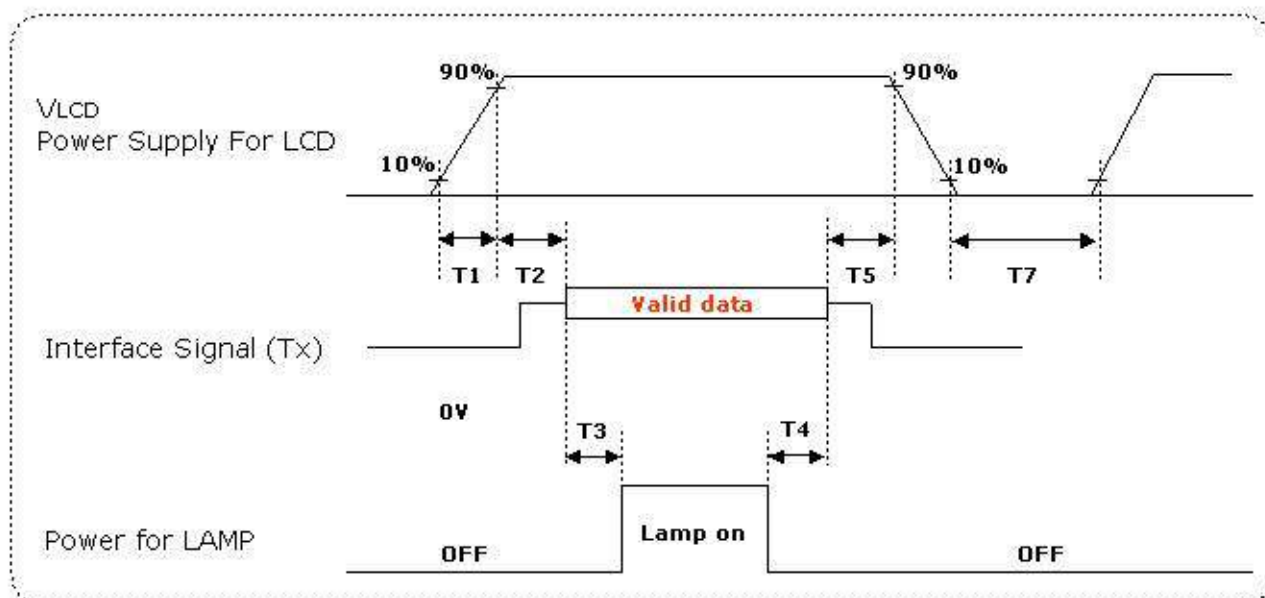 90%
90%
VLCD
Power Supply For LCD
10%
10%
T1
T2
T5
T7
Valid data
Interface Signal (Tx)
0V
T3
T4
Power for LAMP
OFF
Lamp on
OFF